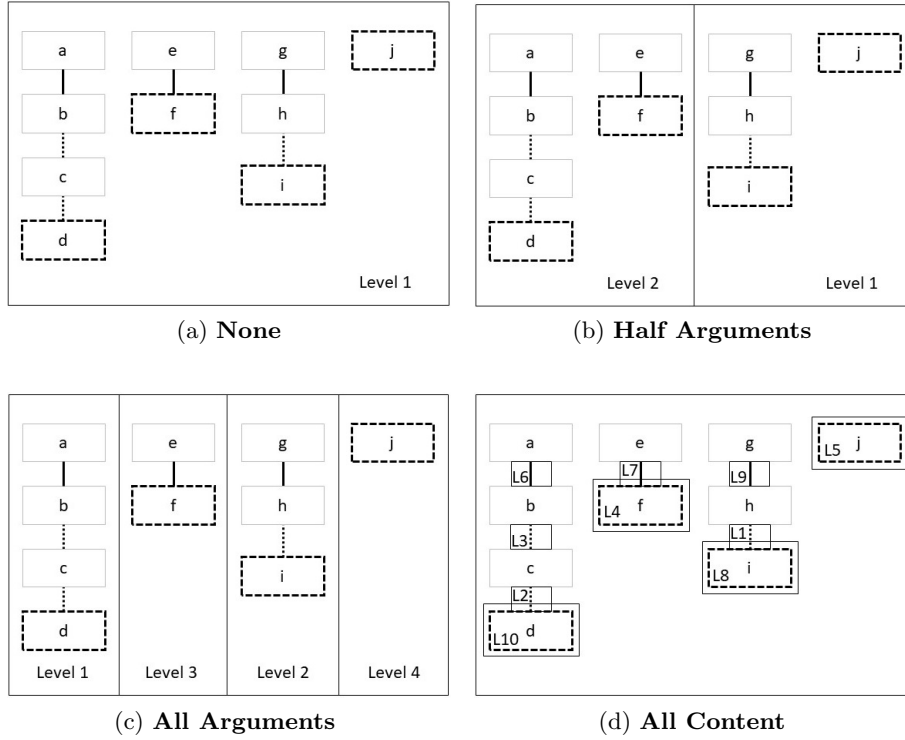 a e g j
b f h
c i
d
Level 1
(a) None
a e g j
b f h
c i
d
Level 2 Level 1
(b) Half Arguments
a e g j
b f h
c i
d
Level 1 Level 3 Level 2 Level 4
(c) All Arguments
a e g j
L5
L6 L7 L9
b f h
L4
L3 L1
c i
L8
L2
d
L10
(d) All Content